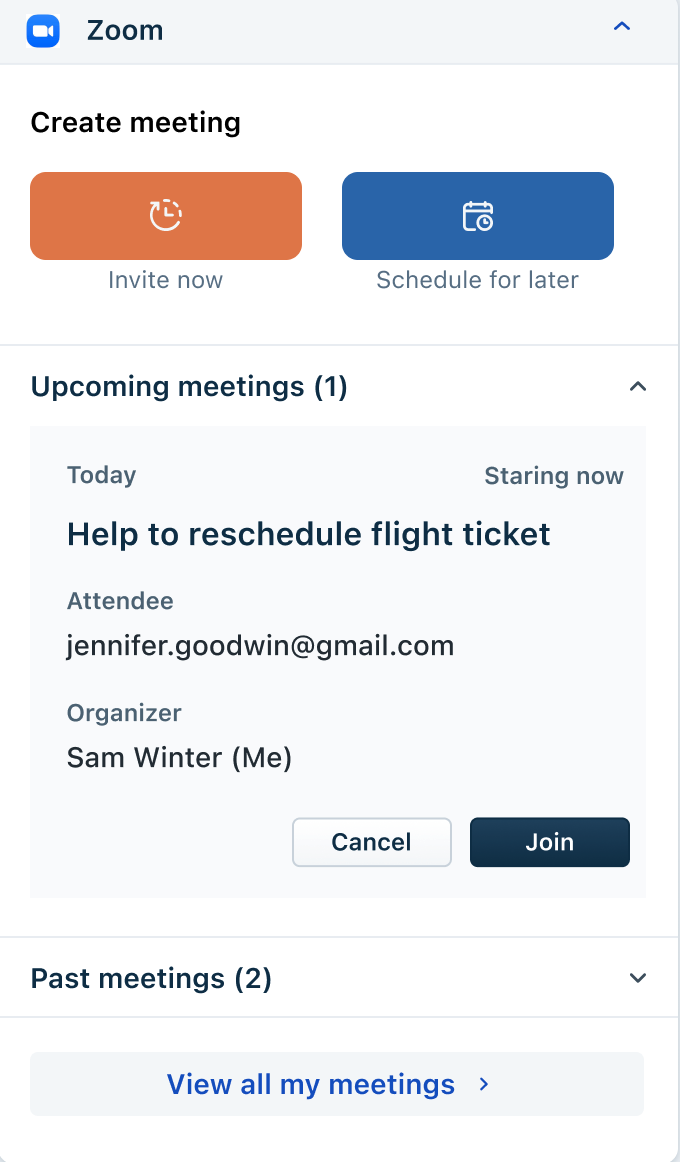 Zoom
Create meeting
Invite now
Schedule for later
Upcoming meetings (1)
Today
Staring now
Help to reschedule flight ticket
Attendee
jennifer.goodwin@gmail.com
Organizer
Sam Winter (Me)
Cancel
Join
Past meetings (2)
View all my meetings